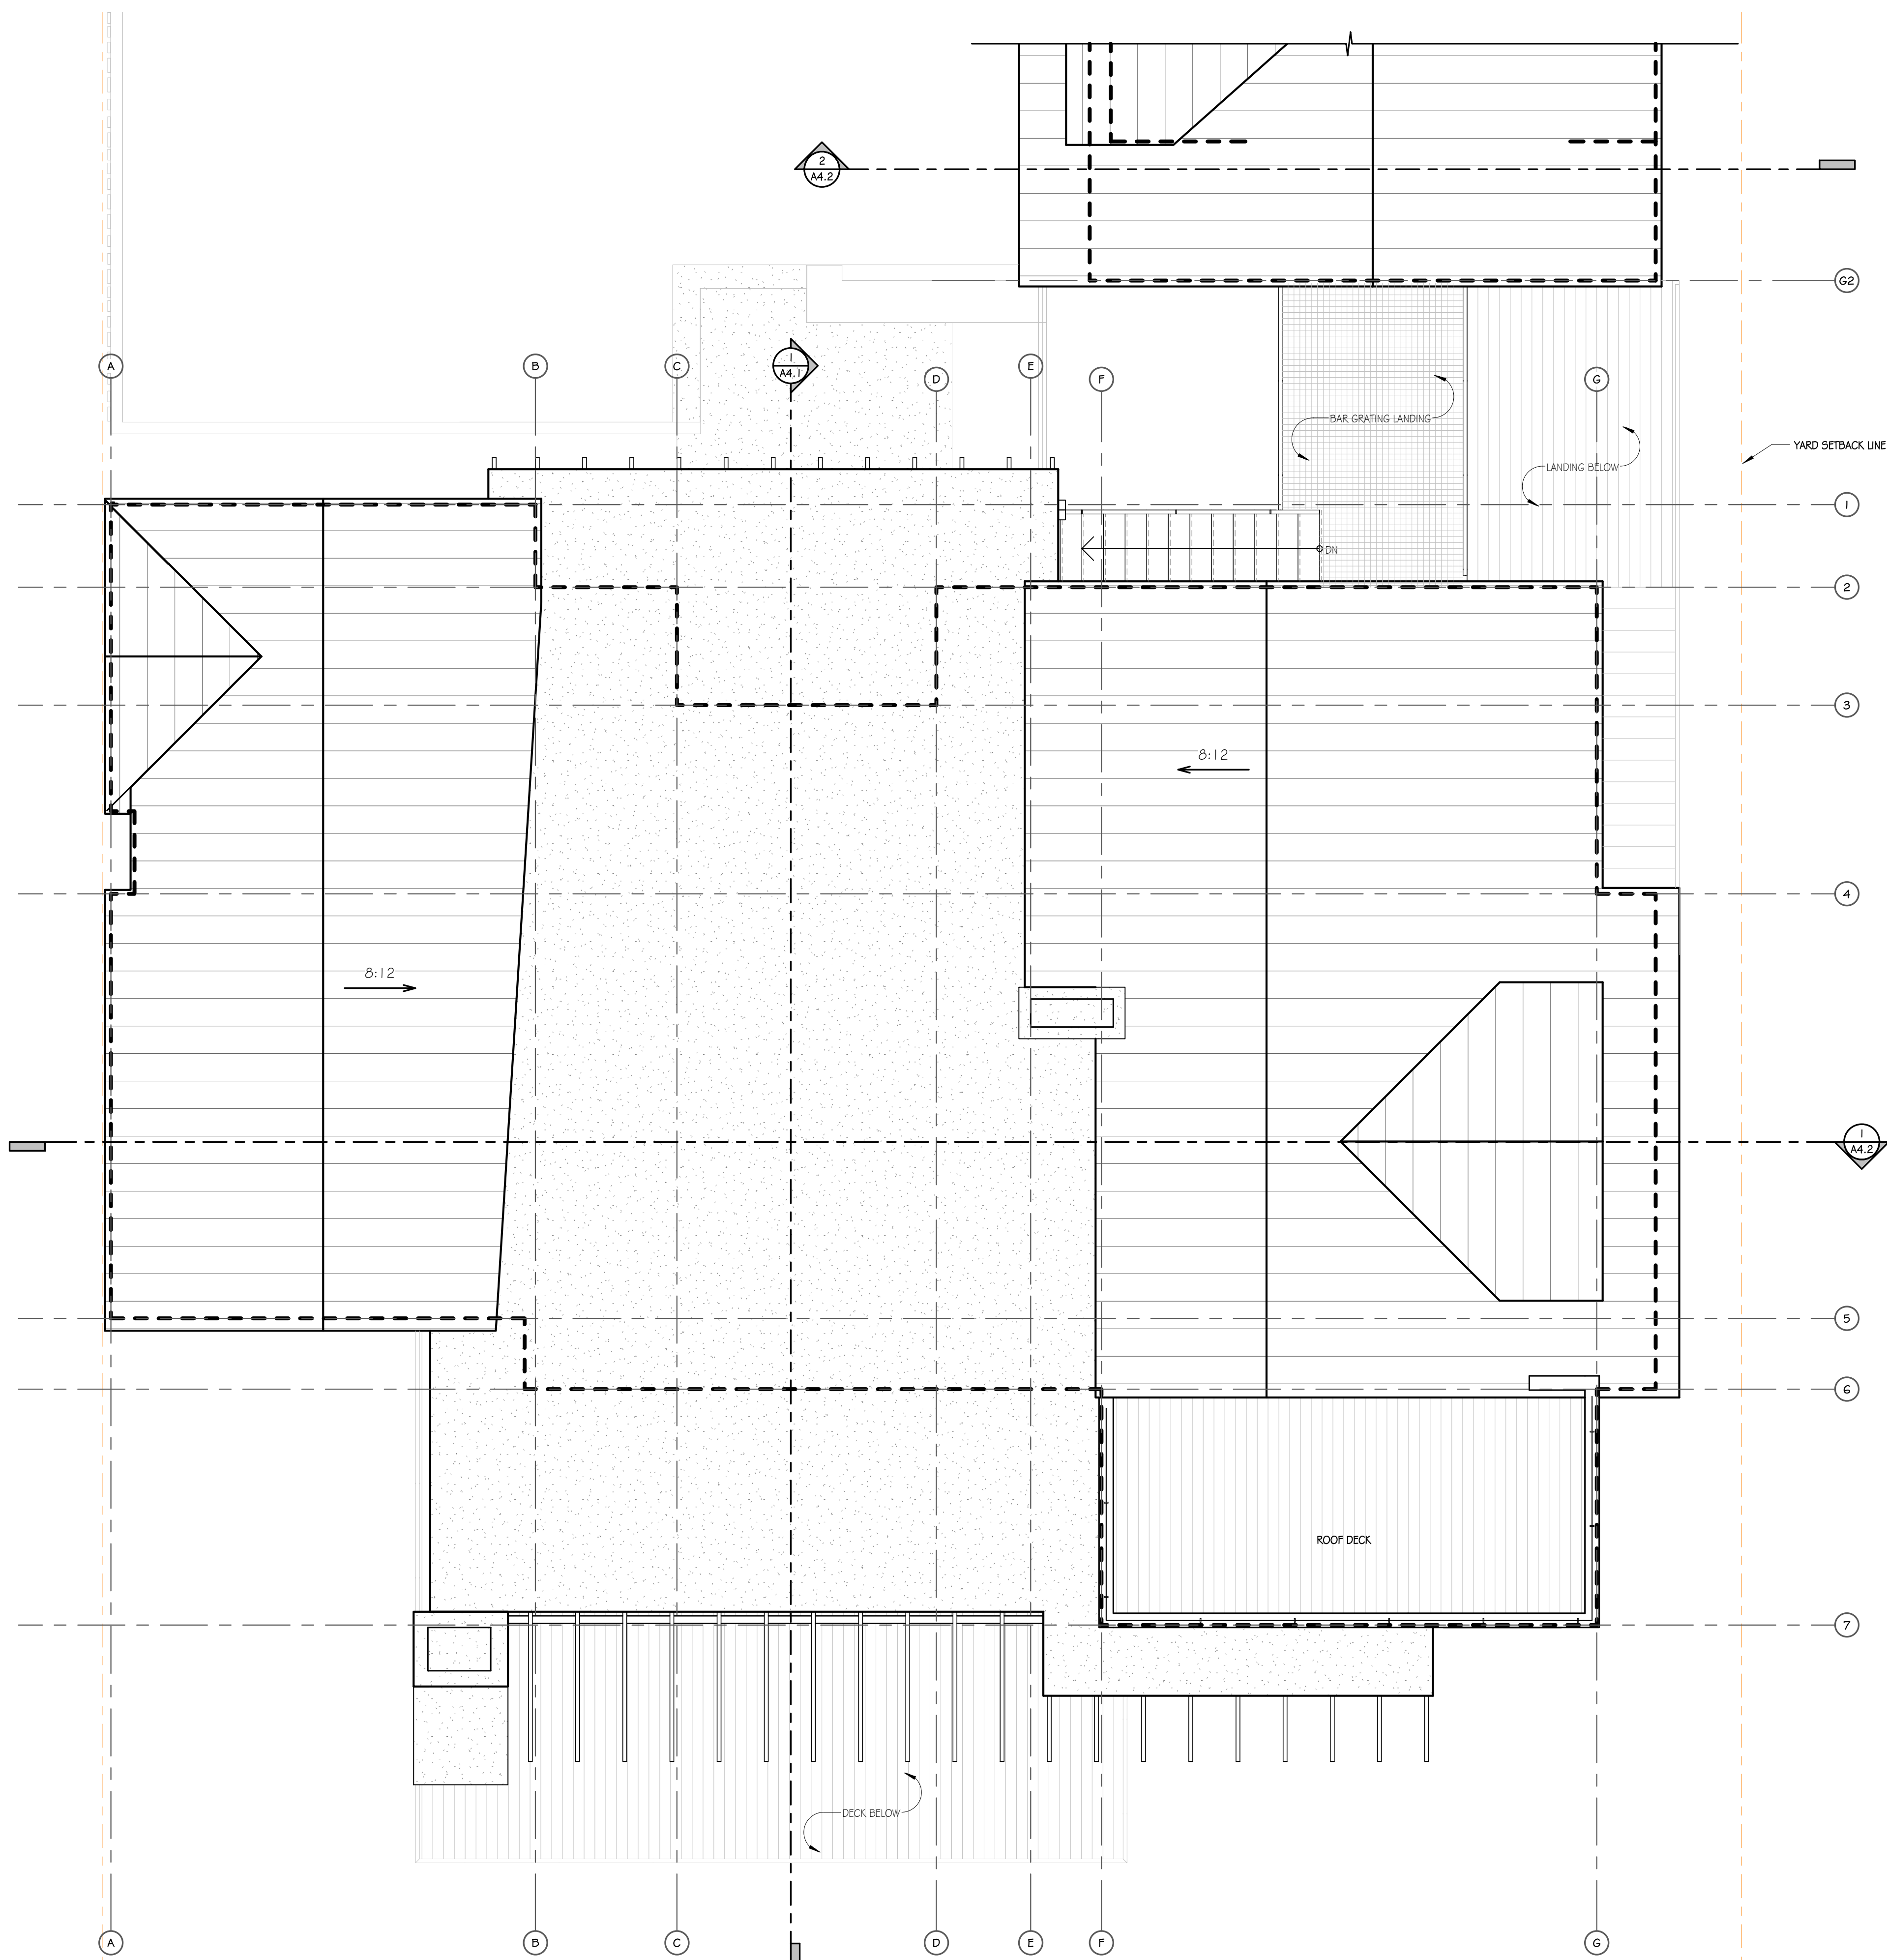 2
A4.2
G2
A
B
C
1
A4.1
D
E
F
G
BAR GRATING LANDING
YARD SETBACK LINE
LANDING BELOW
1
DN
2
3
8:12
4
8:12
1
A4.2
5
6
ROOF DECK
7
DECK BELOW
A
B
C
D
E
F
G